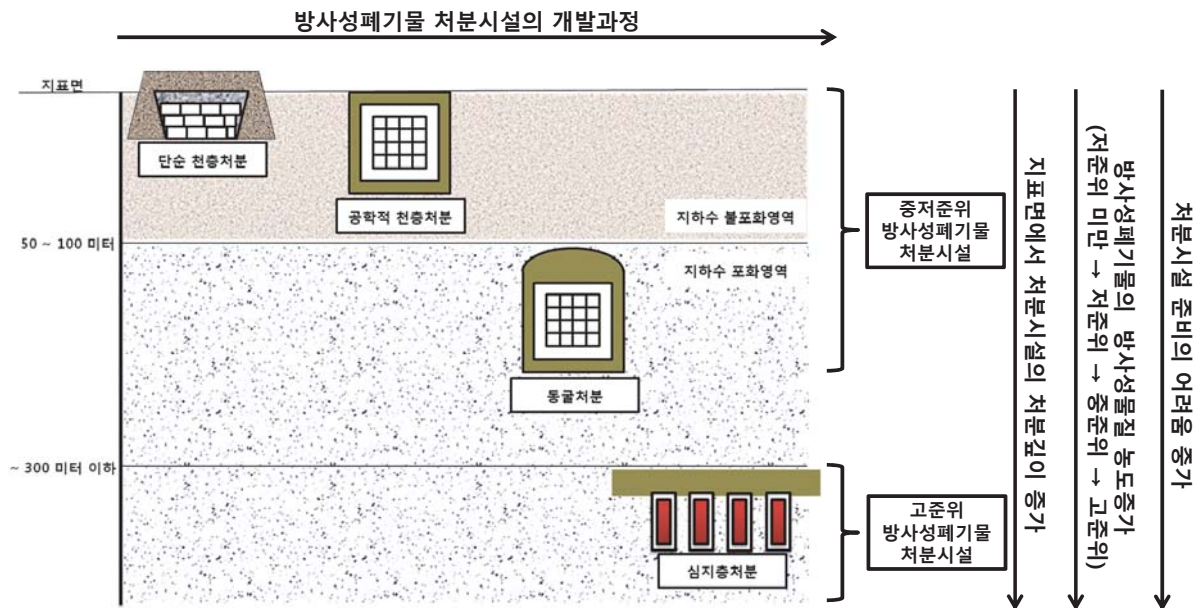 방사성폐기물 처분시설의 개발과정
지표면
단순 천층처분
공학적 천층처분
지하수 불포화영역
50 ~ 100 미터
지하수 포화영역
동굴처분
~ 300 미터 이하
심지층처분
중저준위
방사성폐기물
처분시설
고준위
방사성폐기물
처분시설
지표면에서 처분시설의 처분깊이 증가
방사성폐기물의 방사성물질 농도증가
(저준위 미만 → 저준위 → 중준위 → 고준위)
처분시설 준비의 어려움 증가